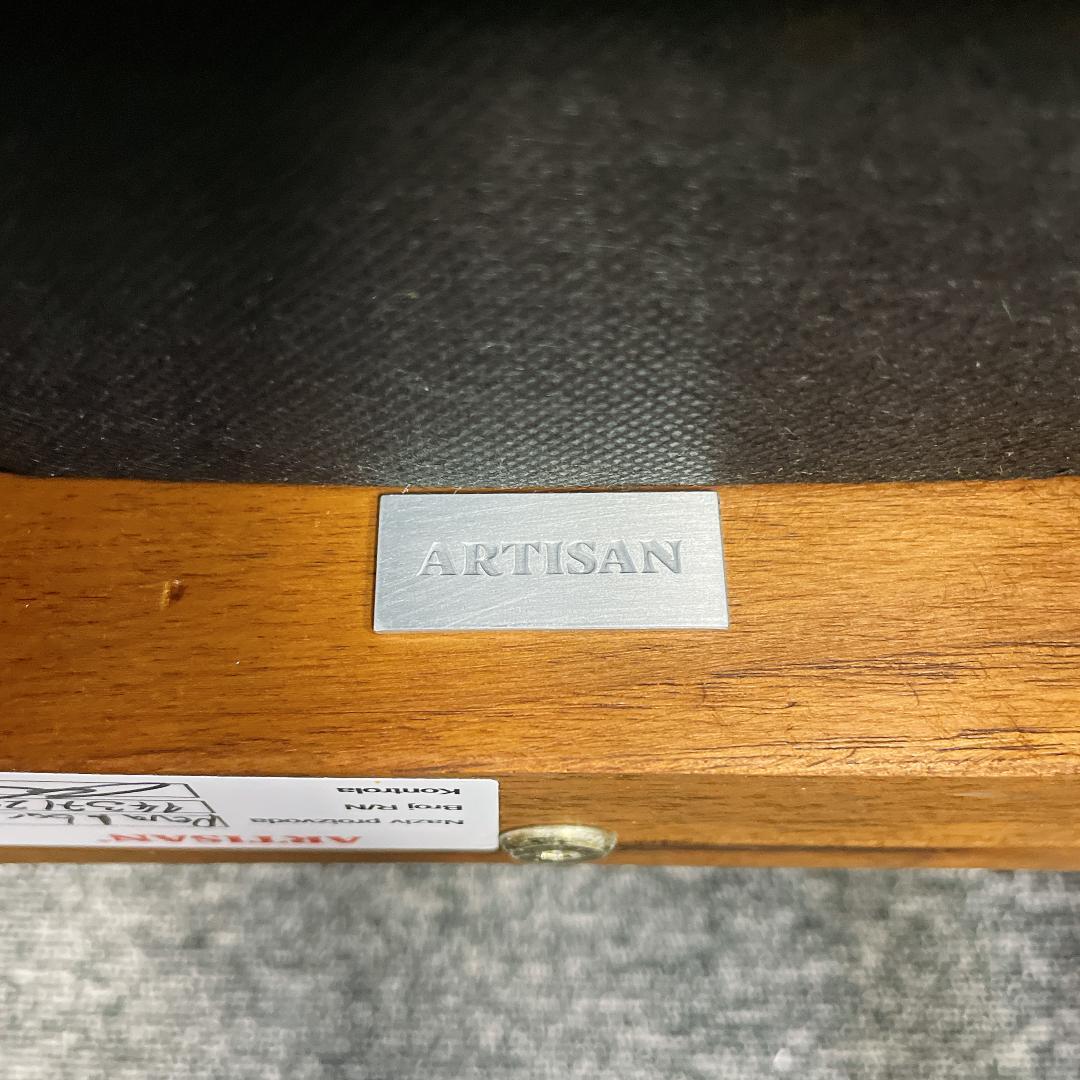 ARTISAN
ARTISAN
Naziv proizvoda
Broj R/N
Kontrola